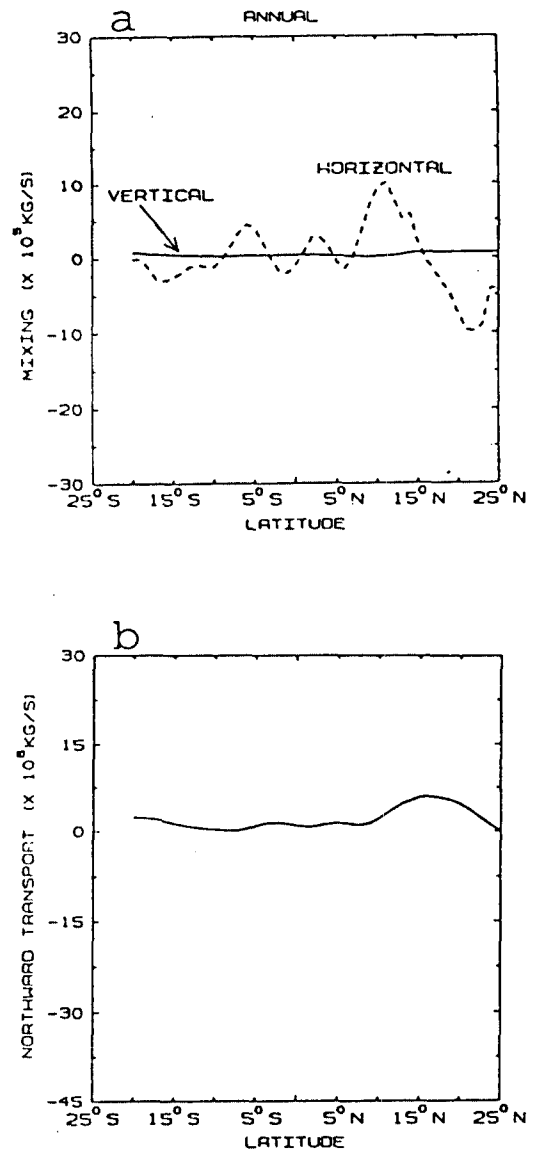 a
ANNUAL
30
20
10
0
-10
-20
-30
MIXING (X 10⁵ KG/S)
VERTICAL
HORIZONTAL
25°S 15°S 5°S 5°N 15°N 25°N
LATITUDE
b
30
15
0
-15
-30
-45
NORTHWARD TRANSPORT (X 10⁸ KG/S)
25°S 15°S 5°S 5°N 15°N 25°N
LATITUDE